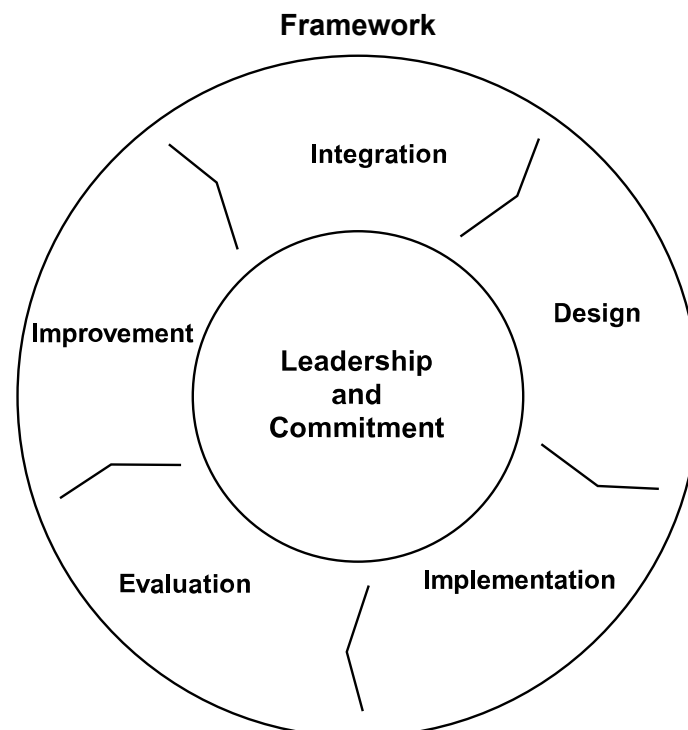 Framework
Integration
Design
Improvement
Leadership
and
Commitment
Evaluation
Implementation